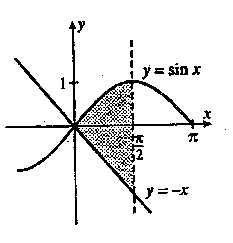 y
1
y = sin x
x
π/2
π
y = -x